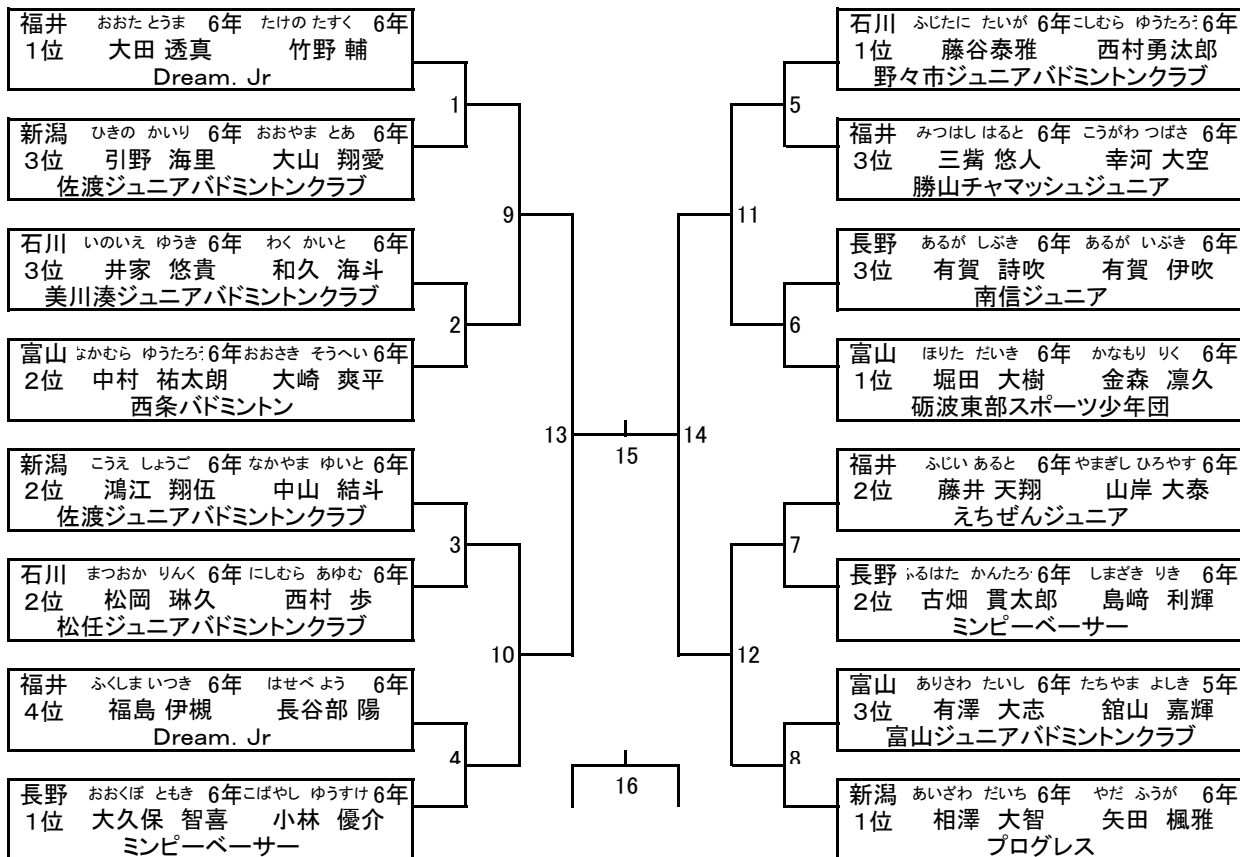 福井 おおた とうま 6年 たけの たすく 6年
1位 大田 透真 竹野 輔
Dream. Jr
1
新潟 ひきの かいり 6年 おおやま とあ 6年
3位 引野 海里 大山 翔愛
佐渡ジュニアバドミントンクラブ
9
石川 いのいえ ゆうき 6年 わく かいと 6年
3位 井家 悠貴 和久 海斗
美川湊ジュニアバドミントンクラブ
2
富山 なかむら ゆうたろう 6年 おおさき そうへい 6年
2位 中村 祐太朗 大崎 爽平
西条バドミントン
13
新潟 こうえ しょうご 6年 なかやま ゆいと 6年
2位 鴻江 翔伍 中山 結斗
佐渡ジュニアバドミントンクラブ
3
石川 まつおか りんく 6年 にしむら あゆむ 6年
2位 松岡 琳久 西村 歩
松任ジュニアバドミントンクラブ
10
福井 ふくしま いつき 6年 はせべ よう 6年
4位 福島 伊槻 長谷部 陽
Dream. Jr
4
長野 おおくぼ ともき 6年 こばやし ゆうすけ 6年
1位 大久保 智喜 小林 優介
ミンピーベーサー
15
16
石川 ふじたに たいが 6年 にしむら ゆうたろう 6年
1位 藤谷泰雅 西村勇汰郎
野々市ジュニアバドミントンクラブ
5
福井 みつはし はると 6年 こうがわ つばさ 6年
3位 三觜 悠人 幸河 大空
勝山チャマッシュジュニア
11
長野 あるが しぶき 6年 あるが いぶき 6年
3位 有賀 詩吹 有賀 伊吹
南信ジュニア
6
富山 ほりた だいき 6年 かなもり りく 6年
1位 堀田 大樹 金森 凛久
砺波東部スポーツ少年団
14
福井 ふじい あると 6年 やまぎし ひろやす 6年
2位 藤井 天翔 山岸 大泰
えちぜんジュニア
7
長野 ふるはた かんたろう 6年 しまざき りき 6年
2位 古畑 貫太郎 島﨑 利輝
ミンピーベーサー
12
富山 ありさわ たいし 6年 たちやま よしき 5年
3位 有澤 大志 舘山 嘉輝
富山ジュニアバドミントンクラブ
8
新潟 あいざわ だいち 6年 やだ ふうが 6年
1位 相澤 大智 矢田 楓雅
プログレス